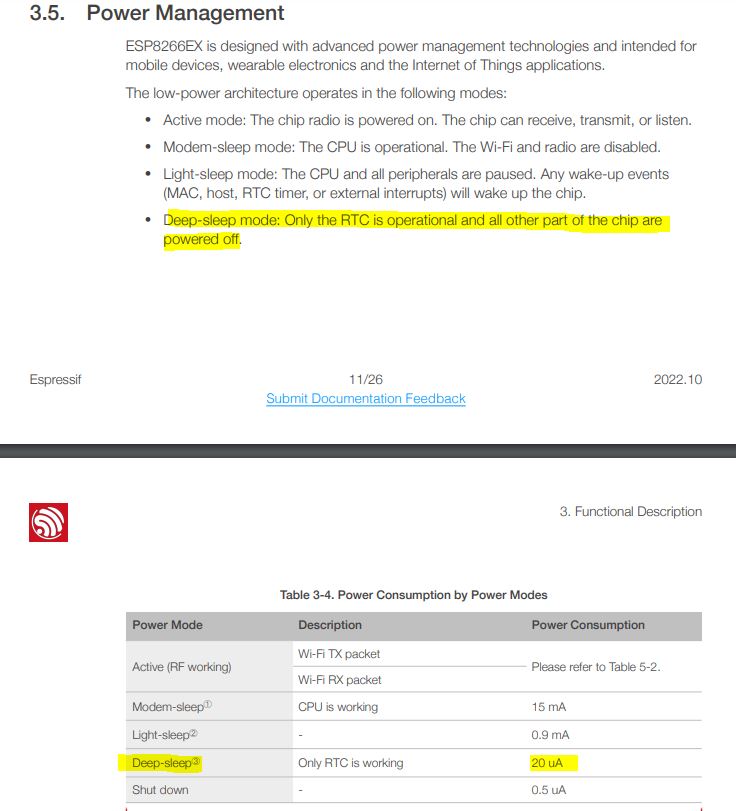 3.5. Power Management
ESP8266EX is designed with advanced power management technologies and intended for
mobile devices, wearable electronics and the Internet of Things applications.
The low-power architecture operates in the following modes:
• Active mode: The chip radio is powered on. The chip can receive, transmit, or listen.
• Modem-sleep mode: The CPU is operational. The Wi-Fi and radio are disabled.
• Light-sleep mode: The CPU and all peripherals are paused. Any wake-up events
(MAC, host, RTC timer, or external interrupts) will wake up the chip.
• Deep-sleep mode: Only the RTC is operational and all other part of the chip are
powered off.
Espressif 11/26 2022.10
Submit Documentation Feedback
3. Functional Description
Table 3-4. Power Consumption by Power Modes
Power Mode Description Power Consumption
Active (RF working) Wi-Fi TX packet Please refer to Table 5-2.
Wi-Fi RX packet
Modem-sleep① CPU is working 15 mA
Light-sleep② - 0.9 mA
Deep-sleep③ Only RTC is working 20 uA
Shut down - 0.5 uA